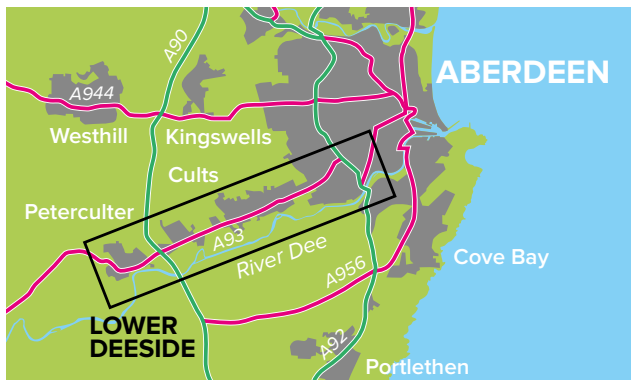 A90
ABERDEEN
A944
Westhill
Kingswells
Cults
Peterculter
A93
River Dee
A956
Cove Bay
LOWER
DEESIDE
A92
Portlethen